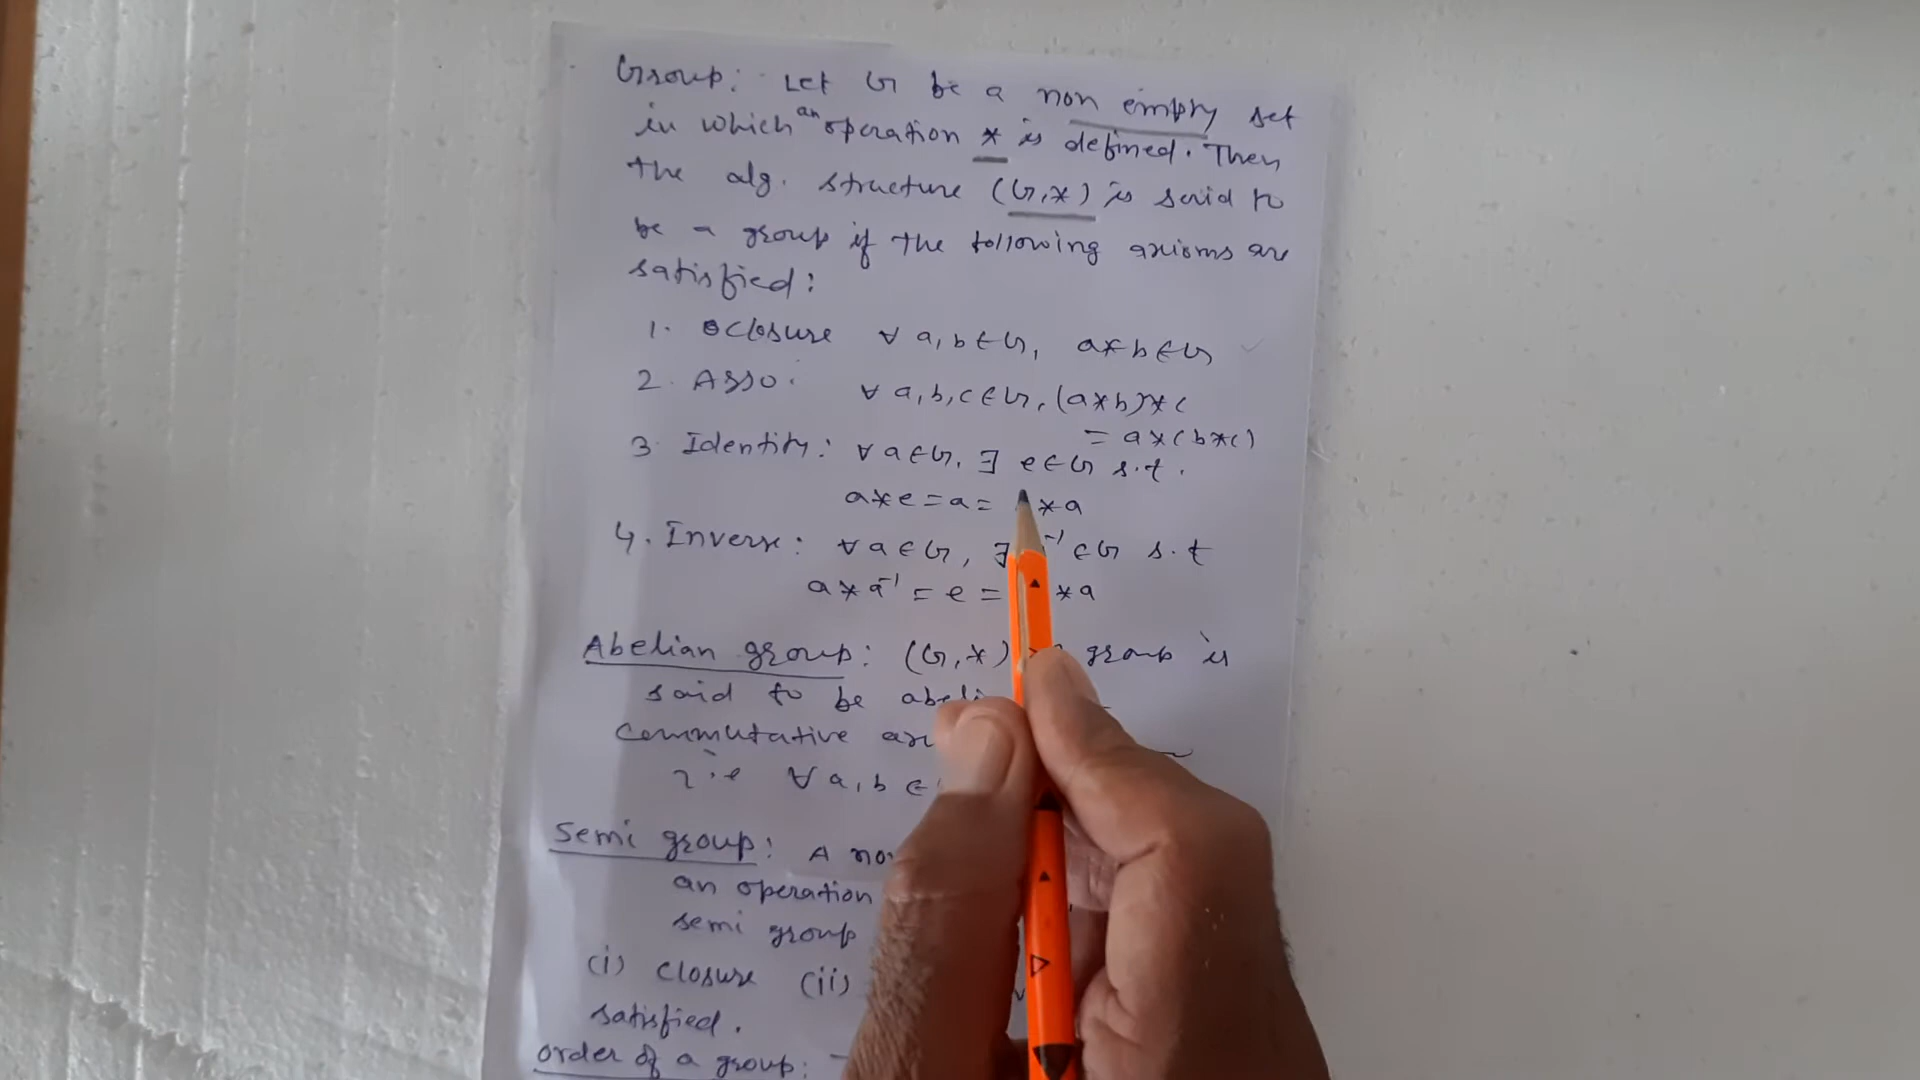 Group: Let G be a non empty set
in which an operation * is defined. Then
the alg. structure (G,*) is said to
be a group if the following axioms are
satisfied:
1. closure ∀ a,b∈G, a*b∈G
2. Asso. ∀ a,b,c∈G, (a*b)*c
= a*(b*c)
3. Identity: ∀ a∈G, ∃ e∈G s.t.
a*e=a= *a
4. Inverse: ∀ a∈G, ∃ ⁻¹∈G s.t
a*a⁻¹ = e = *a
Abelian group: (G,*) group is
said to be
commutative
i.e ∀ a,b ∈
Semi group: A
an operation
semi group
(i) closure (ii)
satisfied.
order of a group: